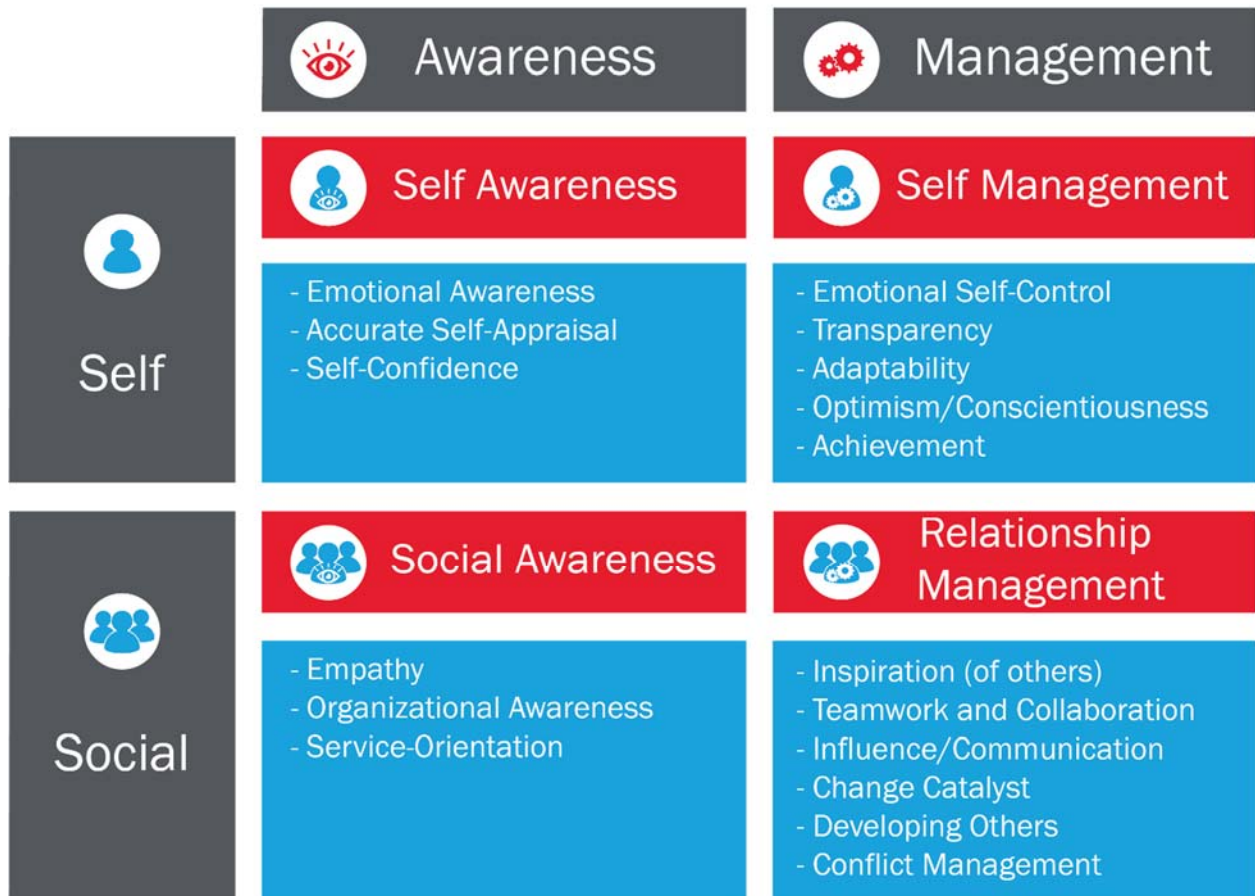 Awareness
Management
Self
Self Awareness
- Emotional Awareness
- Accurate Self-Appraisal
- Self-Confidence
Self Management
- Emotional Self-Control
- Transparency
- Adaptability
- Optimism/Conscientiousness
- Achievement
Social
Social Awareness
- Empathy
- Organizational Awareness
- Service-Orientation
Relationship
Management
- Inspiration (of others)
- Teamwork and Collaboration
- Influence/Communication
- Change Catalyst
- Developing Others
- Conflict Management